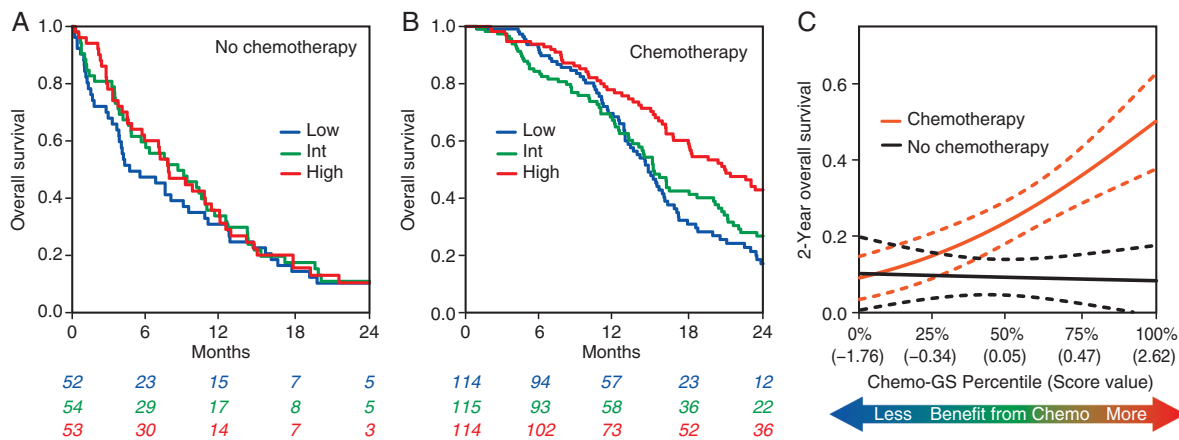 A
No chemotherapy
Overall survival
1.0
0.8
0.6
0.4
0.2
0.0
Low
Int
High
0 6 12 18 24
Months
52 23 15 7 5
54 29 17 8 5
53 30 14 7 3
B
Chemotherapy
Overall survival
1.0
0.8
0.6
0.4
0.2
0.0
Low
Int
High
0 6 12 18 24
Months
114 94 57 23 12
115 93 58 36 22
114 102 73 52 36
C
2-Year overall survival
0.6
0.4
0.2
0.0
Chemotherapy
No chemotherapy
0% 25% 50% 75% 100%
(−1.76) (−0.34) (0.05) (0.47) (2.62)
Chemo-GS Percentile (Score value)
Less Benefit from Chemo More